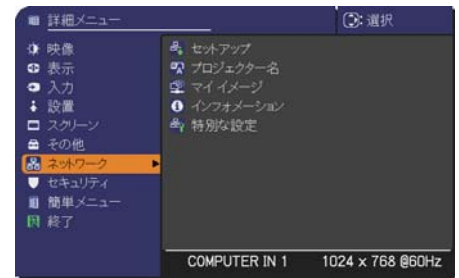 詳細メニュー
: 選択
映像
表示
入力
設置
スクリーン
その他
ネットワーク
セキュリティ
簡単メニュー
終了
セットアップ
プロジェクター名
マイ イメージ
インフォメーション
特別な設定
COMPUTER IN 1 1024 x 768 @60Hz